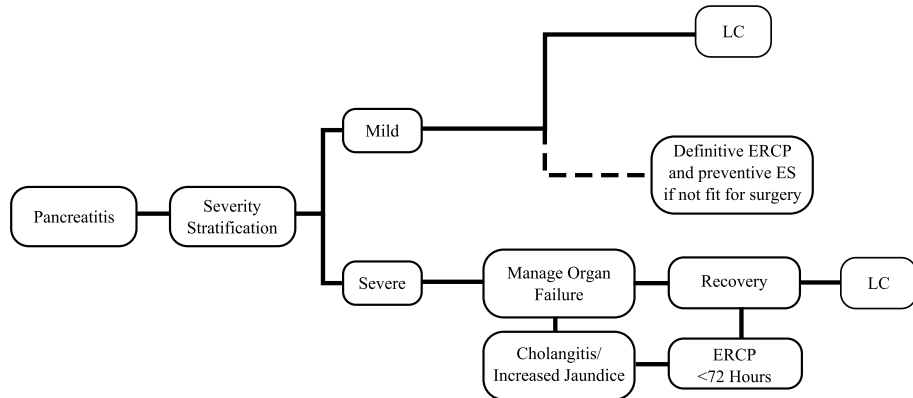 LC
Mild
Definitive ERCP
and preventive ES
if not fit for surgery
Pancreatitis
Severity
Stratification
Severe
Manage Organ
Failure
Recovery
LC
Cholangitis/
Increased Jaundice
ERCP
<72 Hours